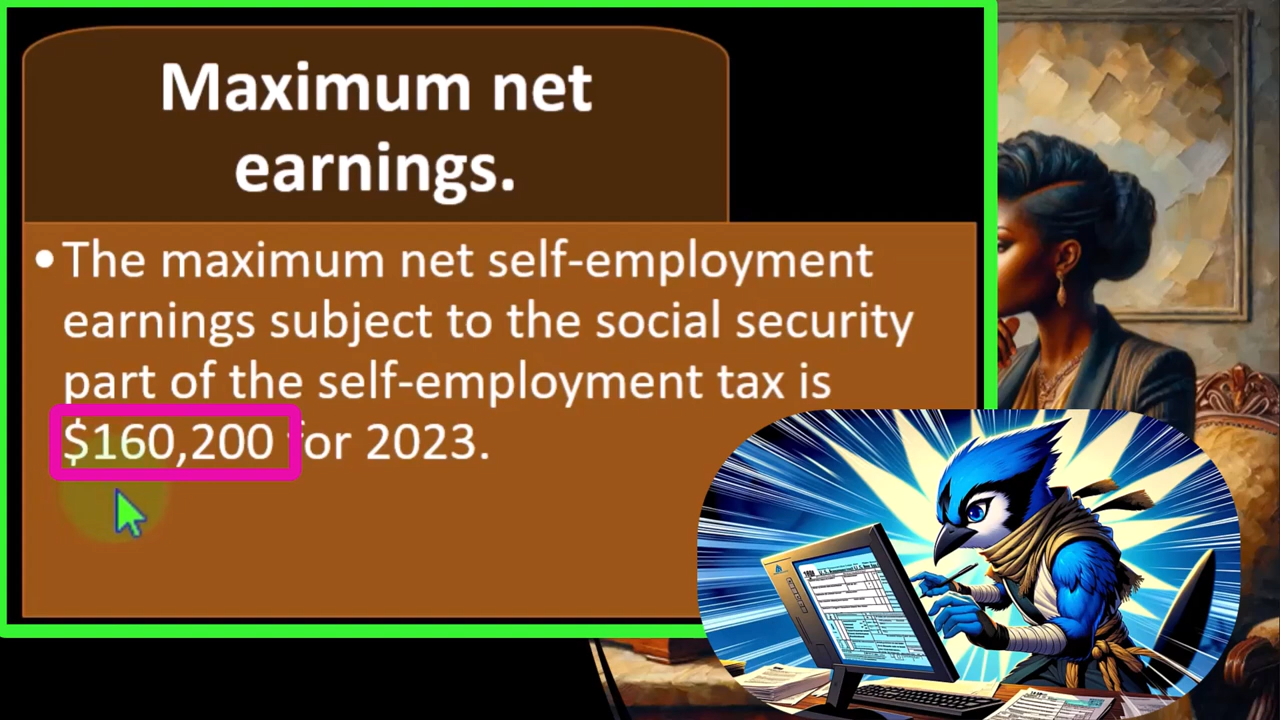 Maximum net
earnings.
•The maximum net self-employment
earnings subject to the social security
part of the self-employment tax is
$160,200 for 2023.